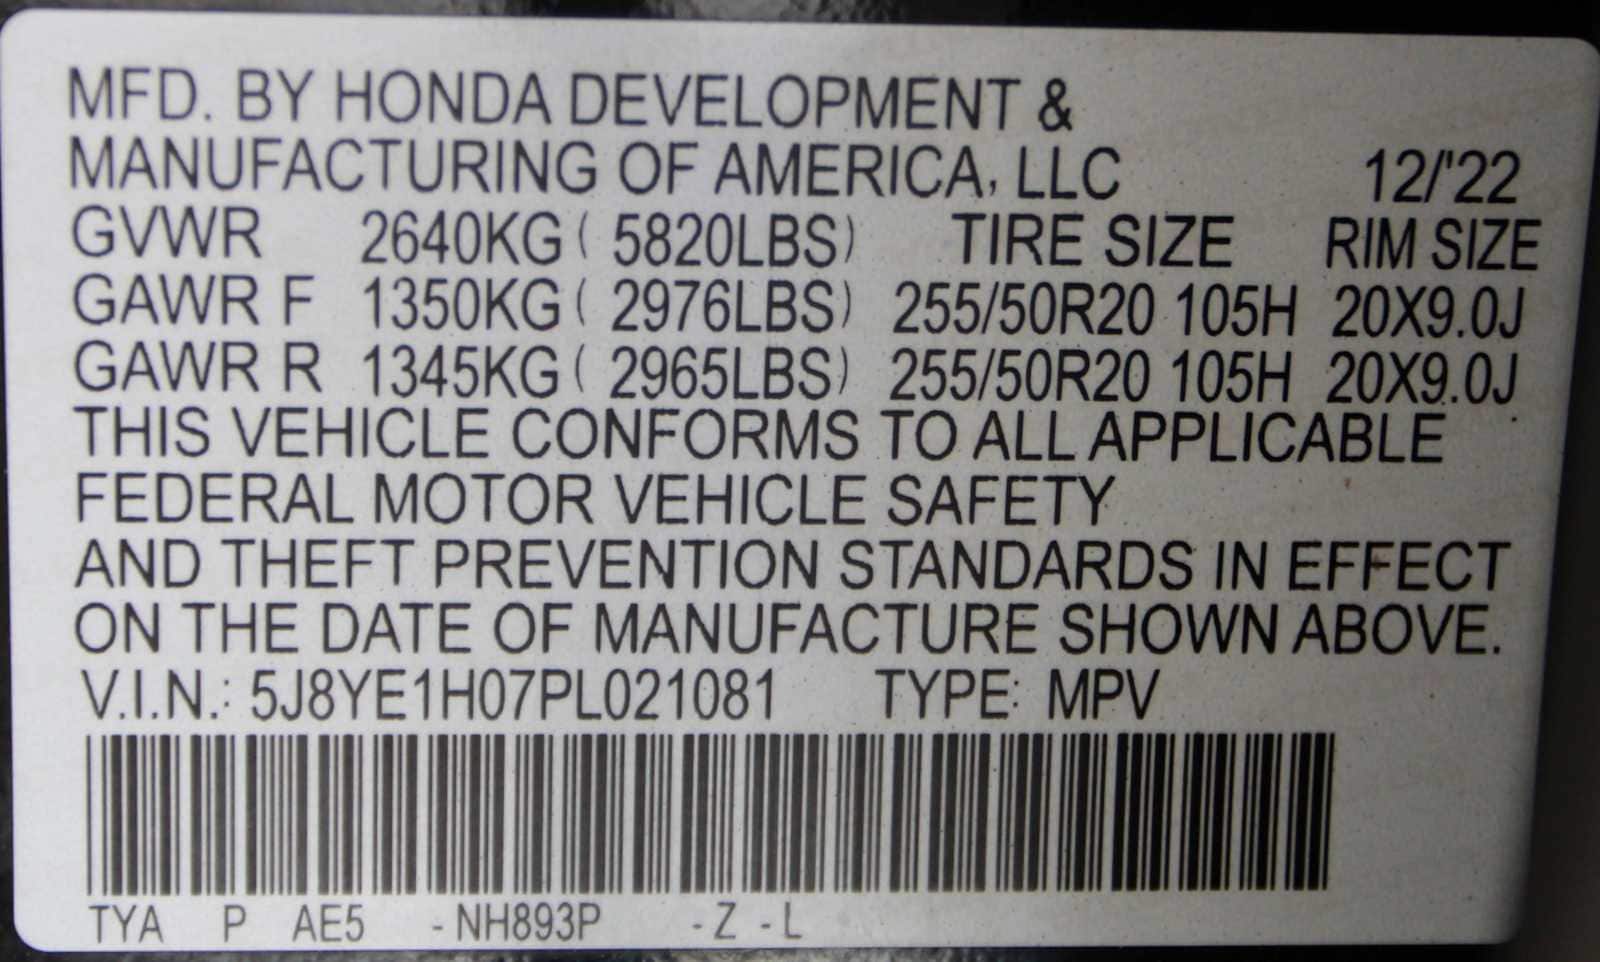 MFD. BY HONDA DEVELOPMENT &
MANUFACTURING OF AMERICA, LLC 12/'22
GVWR 2640KG ( 5820LBS) TIRE SIZE RIM SIZE
GAWR F 1350KG ( 2976LBS) 255/50R20 105H 20X9.0J
GAWR R 1345KG ( 2965LBS) 255/50R20 105H 20X9.0J
THIS VEHICLE CONFORMS TO ALL APPLICABLE
FEDERAL MOTOR VEHICLE SAFETY
AND THEFT PREVENTION STANDARDS IN EFFECT
ON THE DATE OF MANUFACTURE SHOWN ABOVE.
V.I.N.: 5J8YE1H07PL021081 TYPE: MPV
TYA P AE5 -NH893P -Z -L